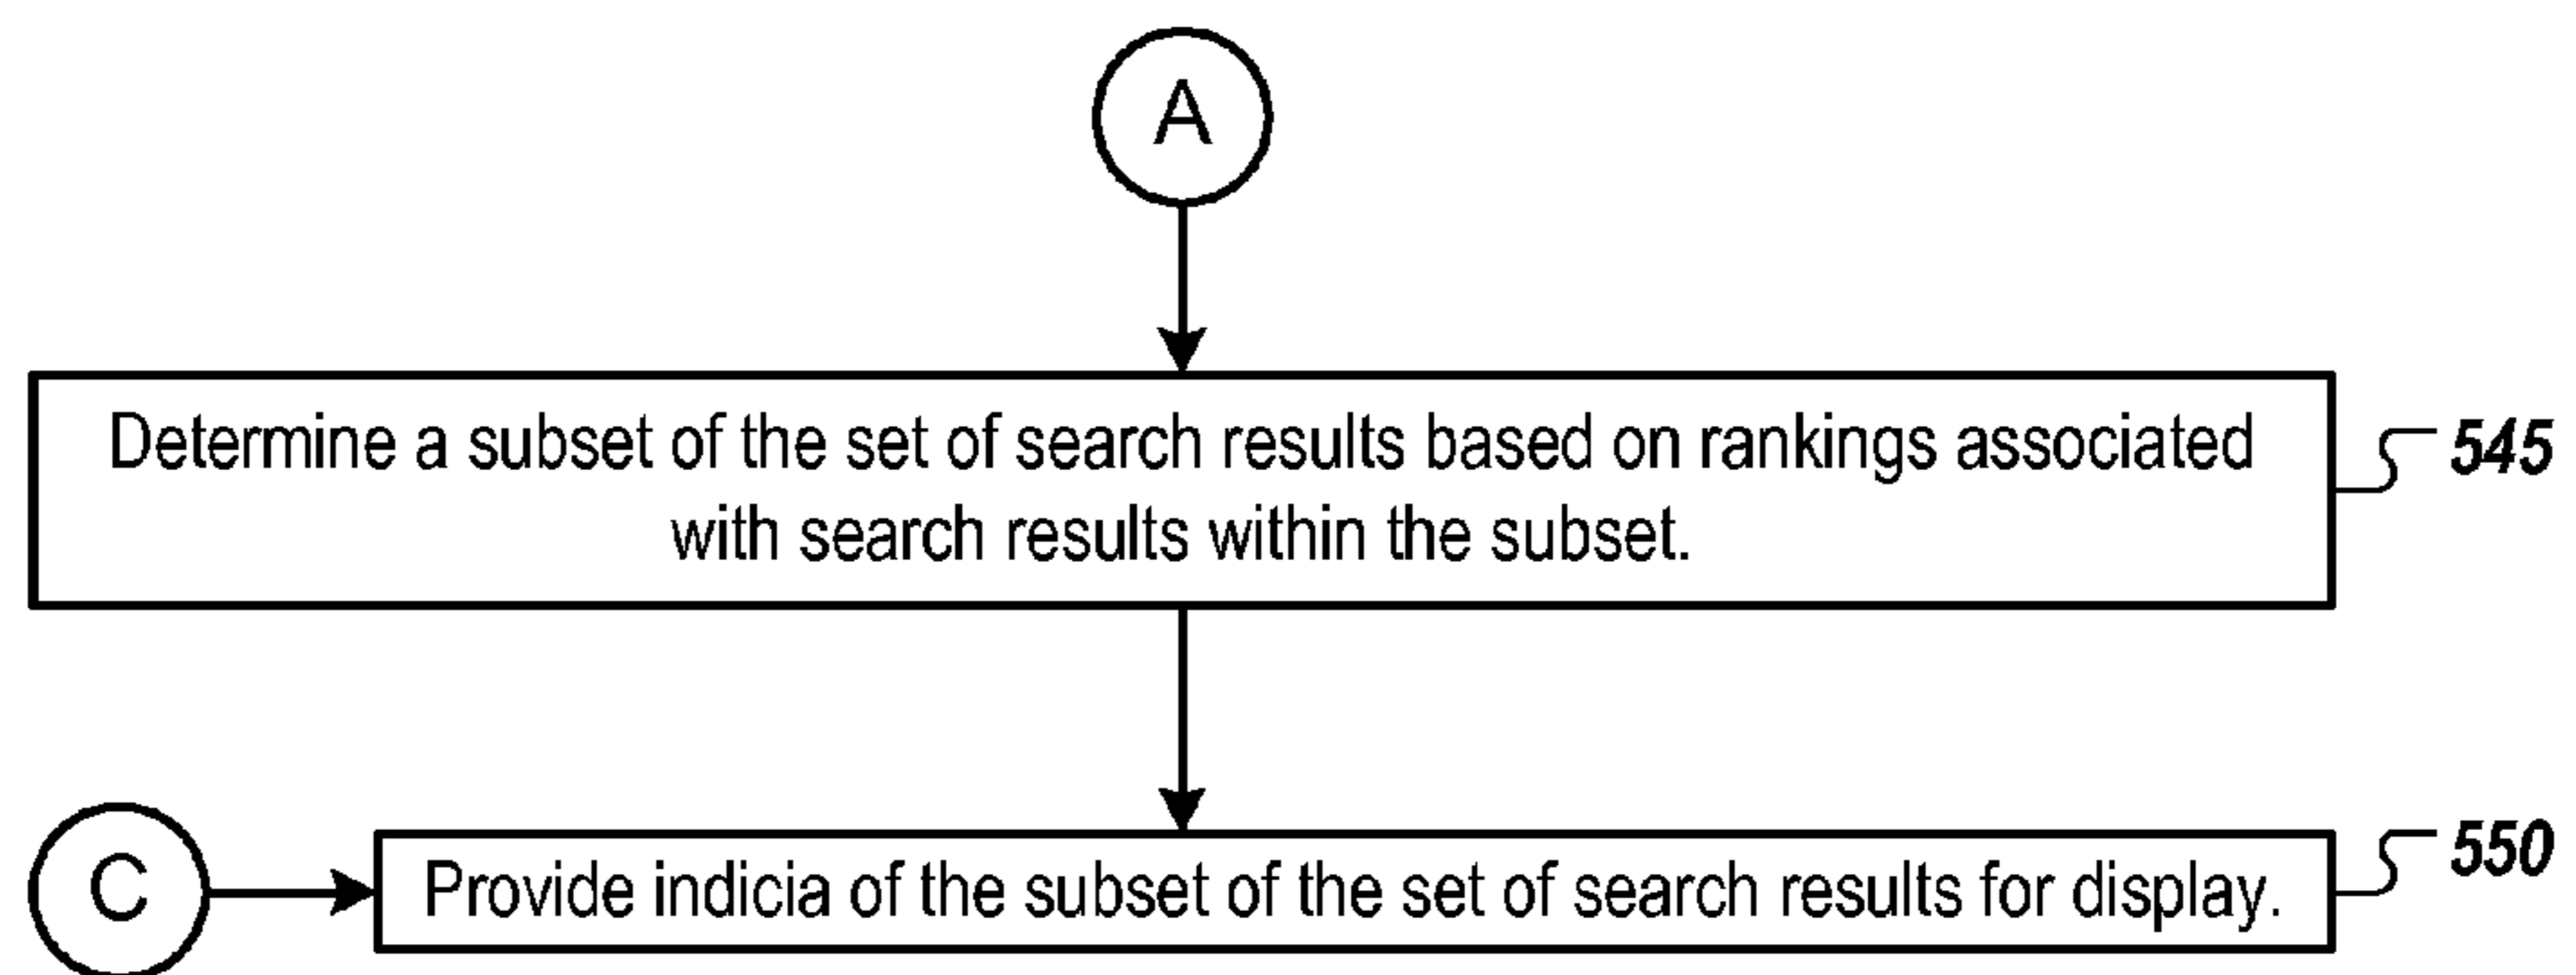 A
Determine a subset of the set of search results based on rankings associated
with search results within the subset.
545
C
Provide indicia of the subset of the set of search results for display.
550